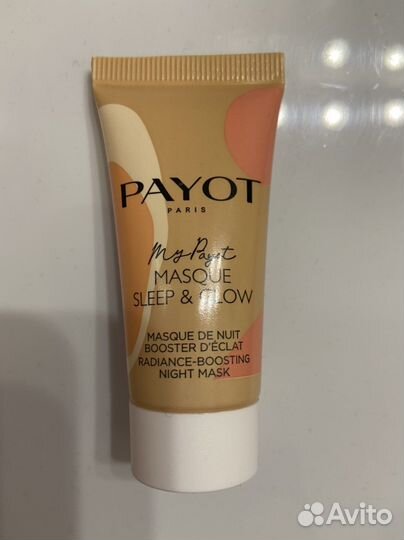 PAYOT
PARIS
My Payot
MASQUE
SLEEP & GLOW
MASQUE DE NUIT
BOOSTER D'ÉCLAT
RADIANCE-BOOSTING
NIGHT MASK
Avito